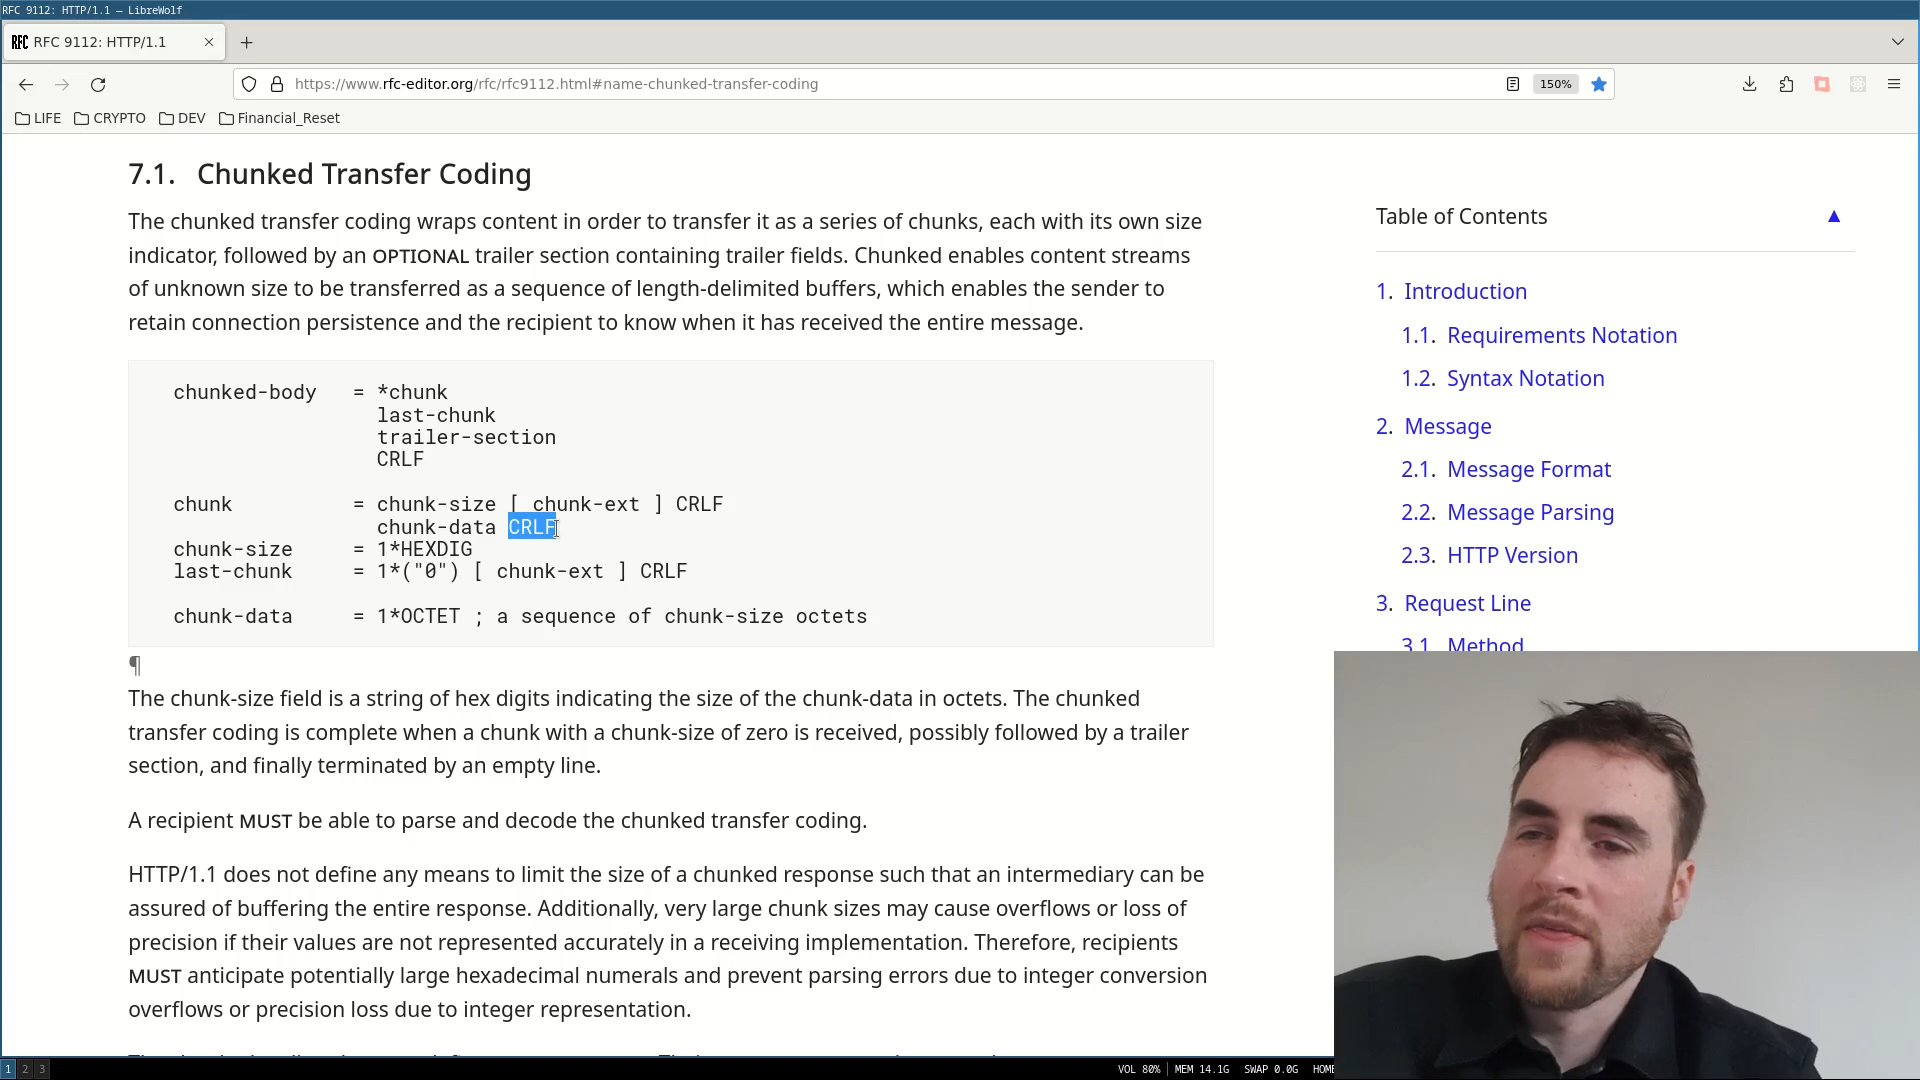 RFC 9112: HTTP/1.1 — LibreWolf
RFC RFC 9112: HTTP/1.1
https://www.rfc-editor.org/rfc/rfc9112.html#name-chunked-transfer-coding
150%
LIFE CRYPTO DEV Financial_Reset
7.1. Chunked Transfer Coding
The chunked transfer coding wraps content in order to transfer it as a series of chunks, each with its own size
indicator, followed by an OPTIONAL trailer section containing trailer fields. Chunked enables content streams
of unknown size to be transferred as a sequence of length-delimited buffers, which enables the sender to
retain connection persistence and the recipient to know when it has received the entire message.
chunked-body = *chunk
last-chunk
trailer-section
CRLF
chunk = chunk-size [ chunk-ext ] CRLF
chunk-data CRLF
chunk-size = 1*HEXDIG
last-chunk = 1*("0") [ chunk-ext ] CRLF
chunk-data = 1*OCTET ; a sequence of chunk-size octets
¶
The chunk-size field is a string of hex digits indicating the size of the chunk-data in octets. The chunked
transfer coding is complete when a chunk with a chunk-size of zero is received, possibly followed by a trailer
section, and finally terminated by an empty line.
A recipient MUST be able to parse and decode the chunked transfer coding.
HTTP/1.1 does not define any means to limit the size of a chunked response such that an intermediary can be
assured of buffering the entire response. Additionally, very large chunk sizes may cause overflows or loss of
precision if their values are not represented accurately in a receiving implementation. Therefore, recipients
MUST anticipate potentially large hexadecimal numerals and prevent parsing errors due to integer conversion
overflows or precision loss due to integer representation.
Table of Contents ▲
1. Introduction
1.1. Requirements Notation
1.2. Syntax Notation
2. Message
2.1. Message Format
2.2. Message Parsing
2.3. HTTP Version
3. Request Line
3.1. Method
1 2 3
VOL 80% MEM 14.1G SWAP 0.0G HOME